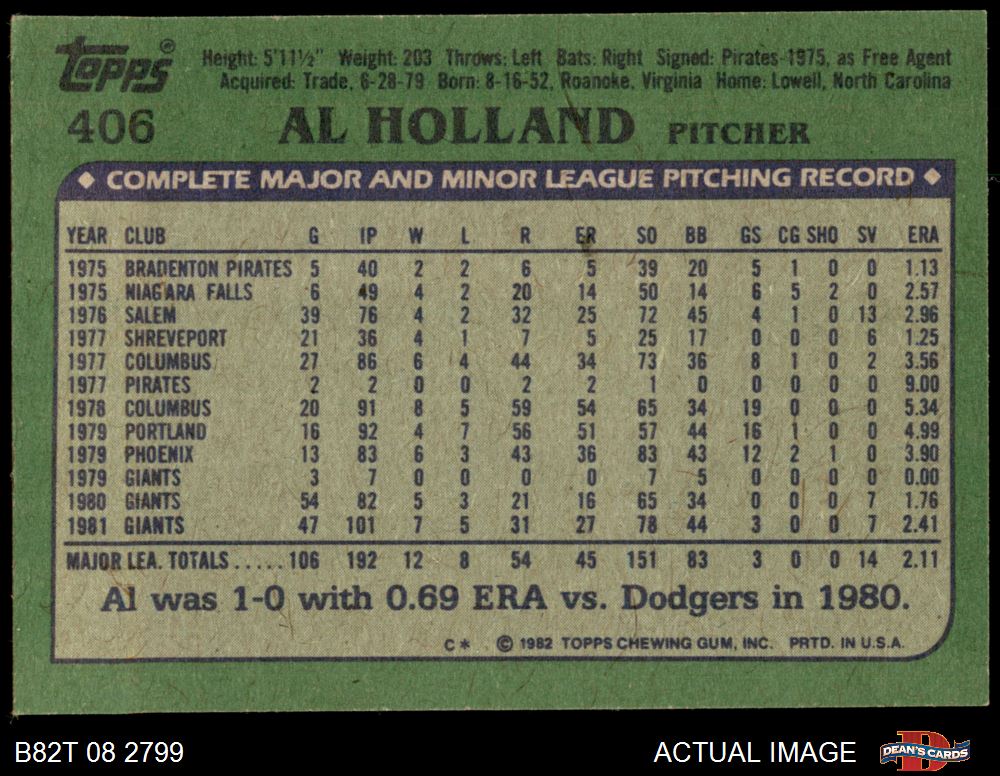 Topps® Height: 5'11½" Weight: 203 Throws: Left Bats: Right Signed: Pirates-1975, as Free Agent
Acquired: Trade, 6-28-79 Born: 8-16-52, Roanoke, Virginia Home: Lowell, North Carolina
406 AL HOLLAND PITCHER
◆ COMPLETE MAJOR AND MINOR LEAGUE PITCHING RECORD ◆
YEAR CLUB G IP W L R ER SO BB GS CG SHO SV ERA
1975 BRADENTON PIRATES 5 40 2 2 6 5 39 20 5 1 0 0 1.13
1975 NIAGARA FALLS 6 49 4 2 20 14 50 14 6 5 2 0 2.57
1976 SALEM 39 76 4 2 32 25 72 45 4 1 0 13 2.96
1977 SHREVEPORT 21 36 4 1 7 5 25 17 0 0 0 6 1.25
1977 COLUMBUS 27 86 6 4 44 34 73 36 8 1 0 2 3.56
1977 PIRATES 2 2 0 0 2 2 1 0 0 0 0 0 9.00
1978 COLUMBUS 20 91 8 5 59 54 65 34 19 0 0 0 5.34
1979 PORTLAND 16 92 4 7 56 51 57 44 16 1 0 0 4.99
1979 PHOENIX 13 83 6 3 43 36 83 43 12 2 1 0 3.90
1979 GIANTS 3 7 0 0 0 0 7 5 0 0 0 0 0.00
1980 GIANTS 54 82 5 3 21 16 65 34 0 0 0 7 1.76
1981 GIANTS 47 101 7 5 31 27 78 44 3 0 0 7 2.41
MAJOR LEA. TOTALS ..... 106 192 12 8 54 45 151 83 3 0 0 14 2.11
Al was 1-0 with 0.69 ERA vs. Dodgers in 1980.
C* © 1982 TOPPS CHEWING GUM, INC. PRTD. IN U.S.A.
B82T 08 2799 ACTUAL IMAGE DEAN'S CARDS